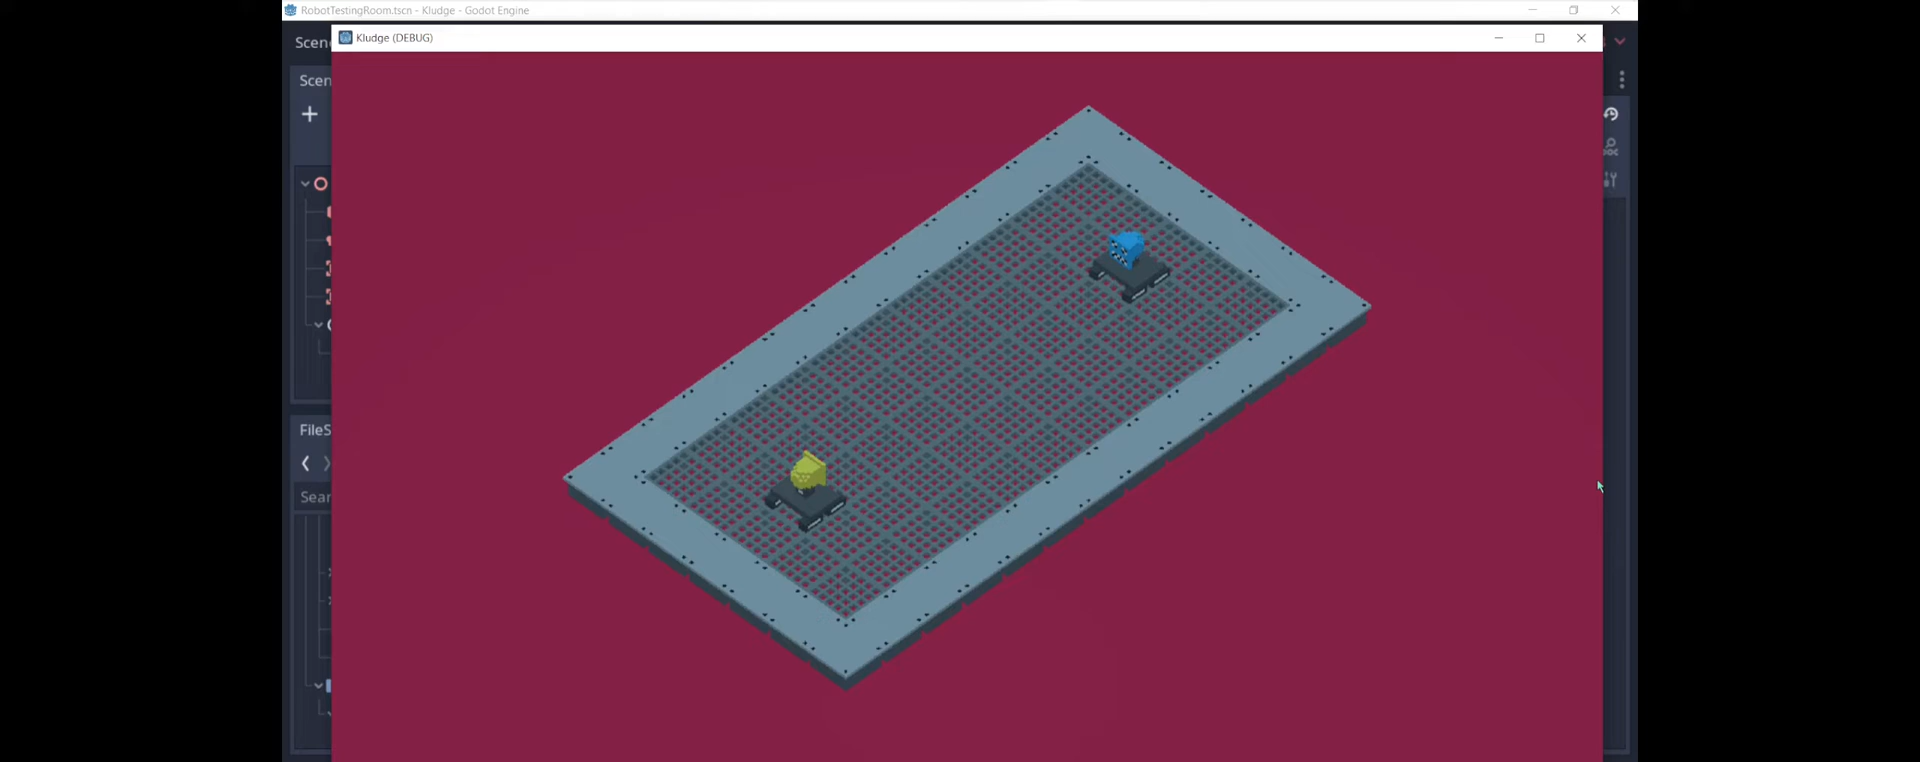 RobotTestingRoom.tscn - Kludge - Godot Engine
Scen
Kludge (DEBUG)
Scen
FileS
Sear